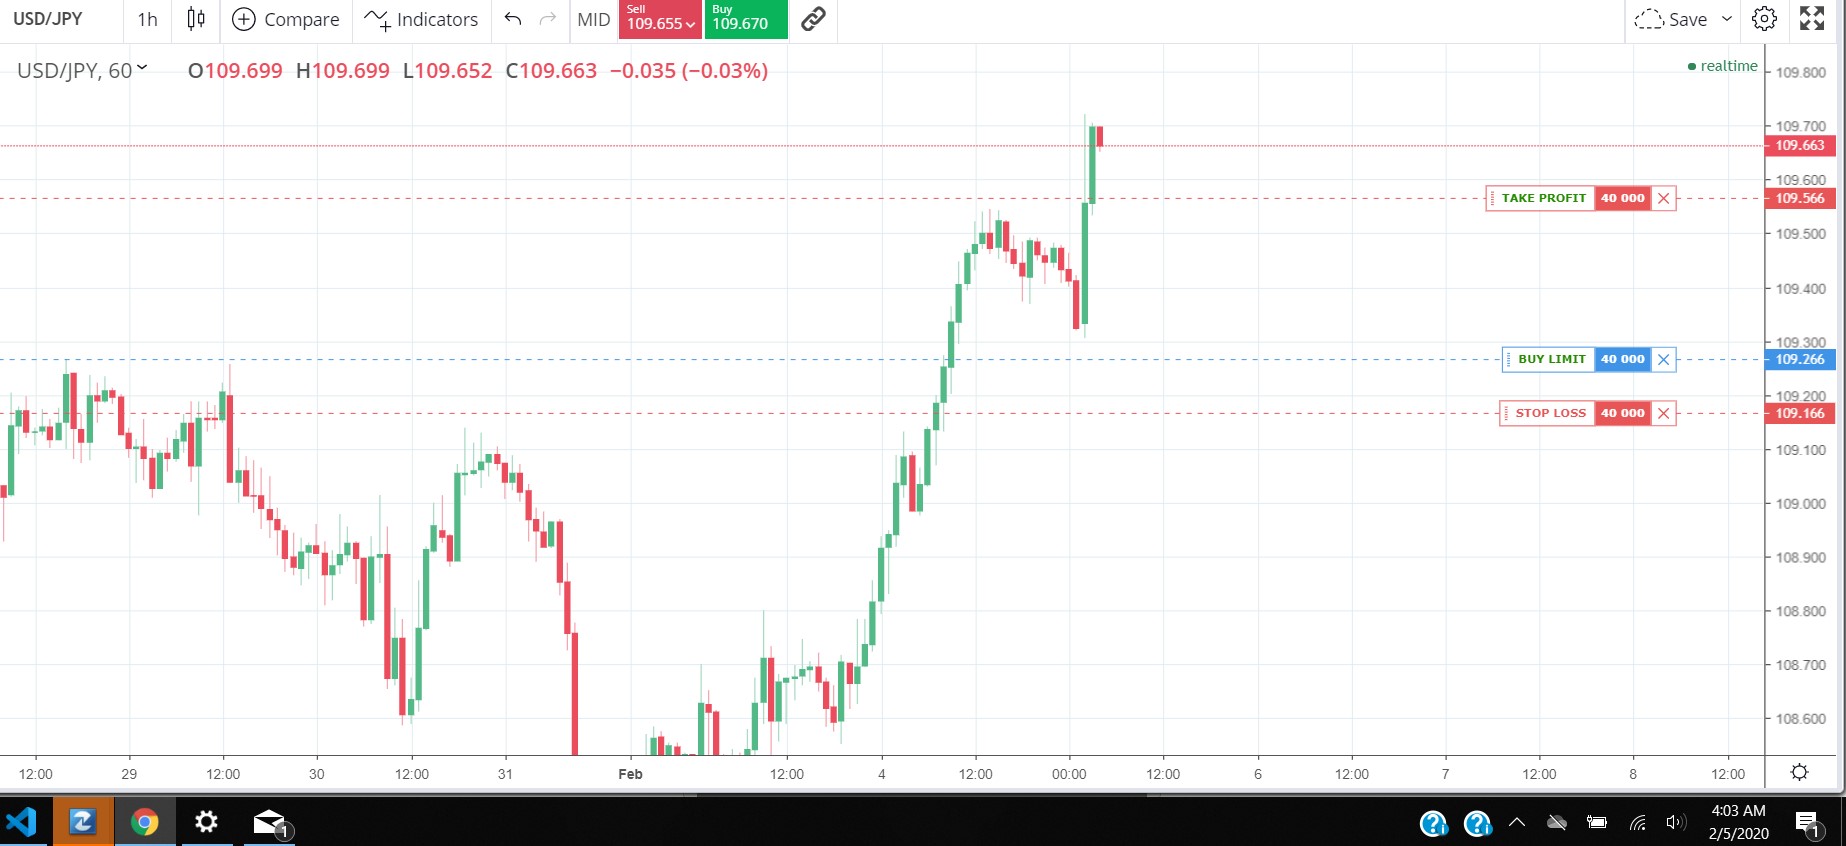 USD/JPY 1h Compare Indicators MID Sell 109.655 Buy 109.670 Save
USD/JPY, 60 O109.699 H109.699 L109.652 C109.663 −0.035 (−0.03%)
realtime
109.800
109.700
109.663
109.600
TAKE PROFIT 40 000 109.566
109.500
109.400
109.300
BUY LIMIT 40 000 109.266
109.200
STOP LOSS 40 000 109.166
109.100
109.000
108.900
108.800
108.700
108.600
12:00 29 12:00 30 12:00 31 Feb 12:00 4 12:00 00:00 12:00 6 12:00 7 12:00 8 12:00
1
4:03 AM
2/5/2020
1